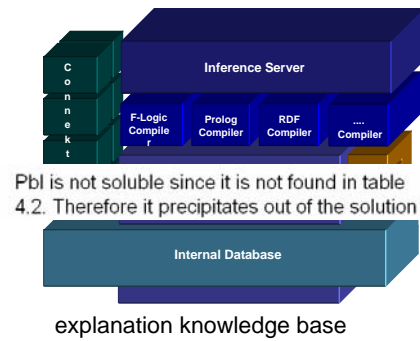 Inference Server
C
o
n
n
e
k
t
F-Logic
Compile
r
Prolog
Compiler
RDF
Compiler
....
Compiler
PbI is not soluble since it is not found in table
4.2. Therefore it precipitates out of the solution
Internal Database
explanation knowledge base